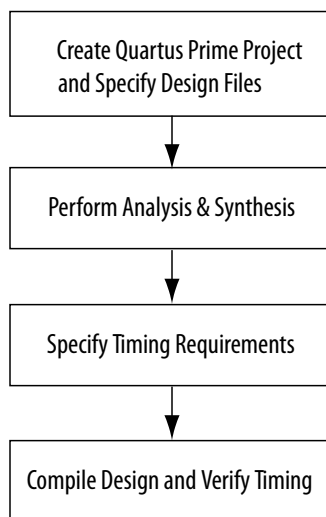 Create Quartus Prime Project
and Specify Design Files
Perform Analysis & Synthesis
Specify Timing Requirements
Compile Design and Verify Timing